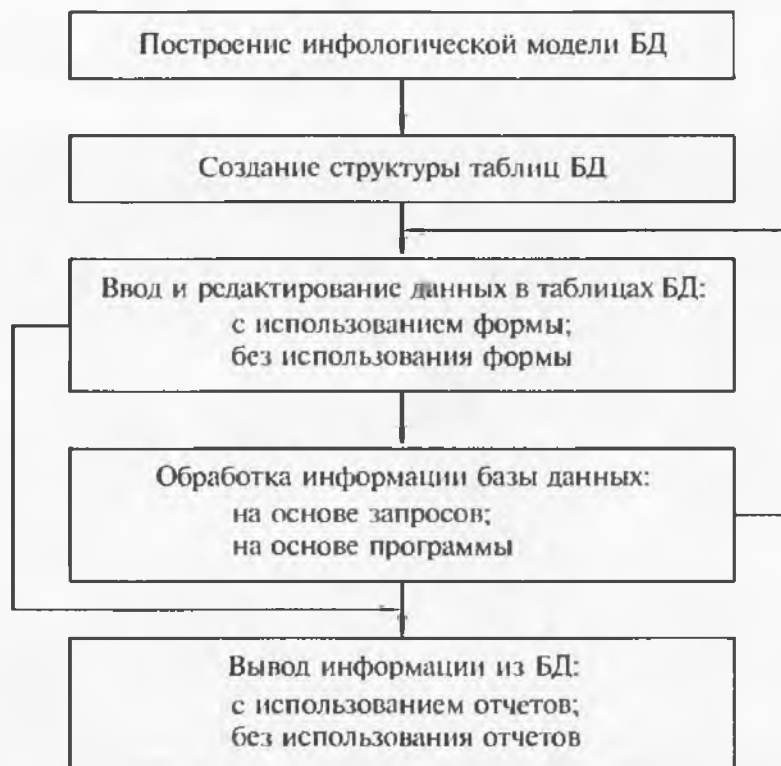 Построение инфологической модели БД
Создание структуры таблиц БД
Ввод и редактирование данных в таблицах БД:
с использованием формы;
без использования формы
Обработка информации базы данных:
на основе запросов;
на основе программы
Вывод информации из БД:
с использованием отчетов;
без использования отчетов